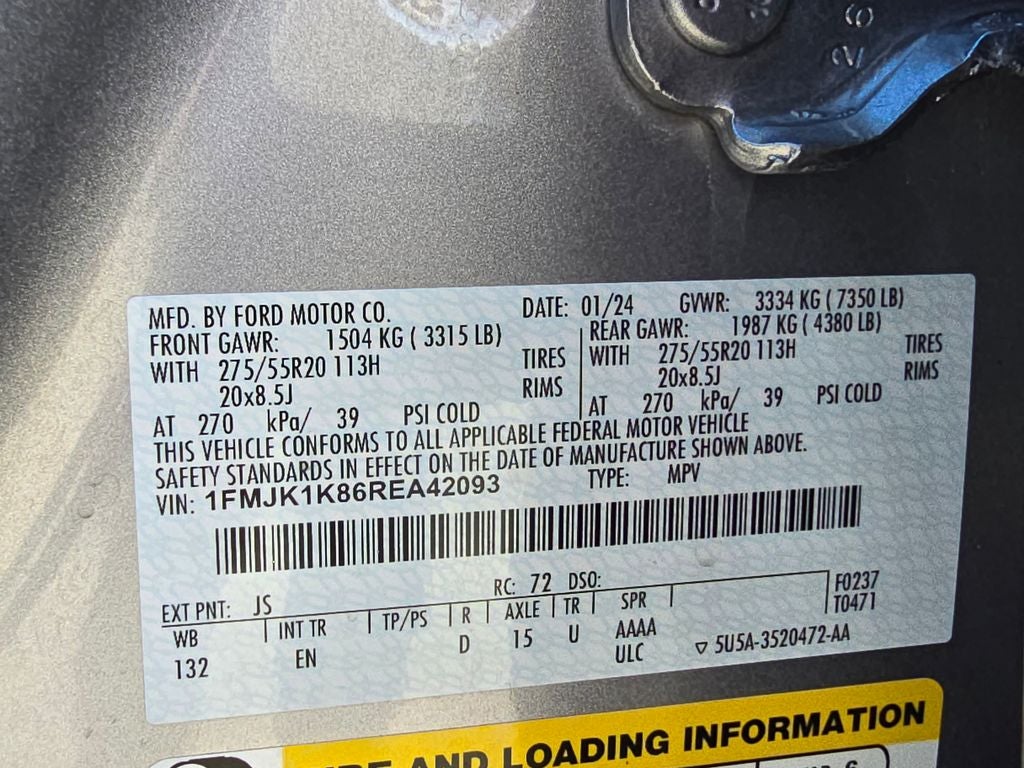 26
MFD. BY FORD MOTOR CO. DATE: 01/24 GVWR: 3334 KG ( 7350 LB)
FRONT GAWR: 1504 KG ( 3315 LB) REAR GAWR: 1987 KG ( 4380 LB)
WITH 275/55R20 113H TIRES WITH 275/55R20 113H TIRES
20x8.5J RIMS 20x8.5J RIMS
AT 270 kPa/ 39 PSI COLD AT 270 kPa/ 39 PSI COLD
THIS VEHICLE CONFORMS TO ALL APPLICABLE FEDERAL MOTOR VEHICLE
SAFETY STANDARDS IN EFFECT ON THE DATE OF MANUFACTURE SHOWN ABOVE.
VIN: 1FMJK1K86REA42093 TYPE: MPV
EXT PNT: JS RC: 72 DSO: F0237
WB INT TR TP/PS R AXLE TR SPR T0471
132 EN D 15 U AAAA
ULC ▽ 5U5A-3520472-AA
AND LOADING INFORMATION